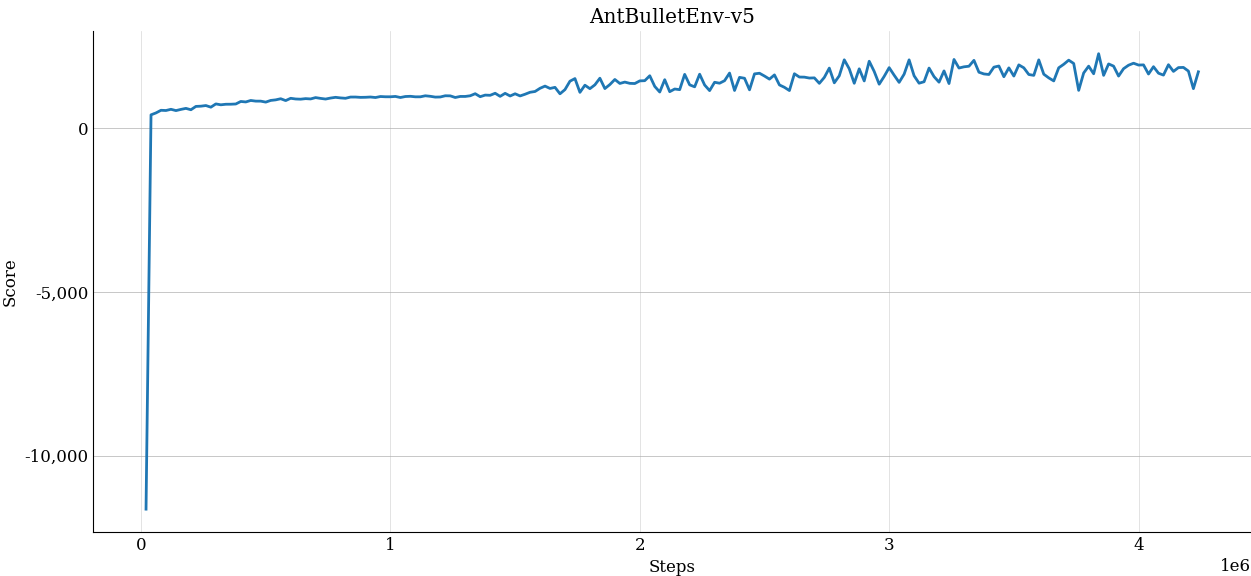 AntBulletEnv-v5
Score
0
-5,000
-10,000
0 1 2 3 4
1e6
Steps